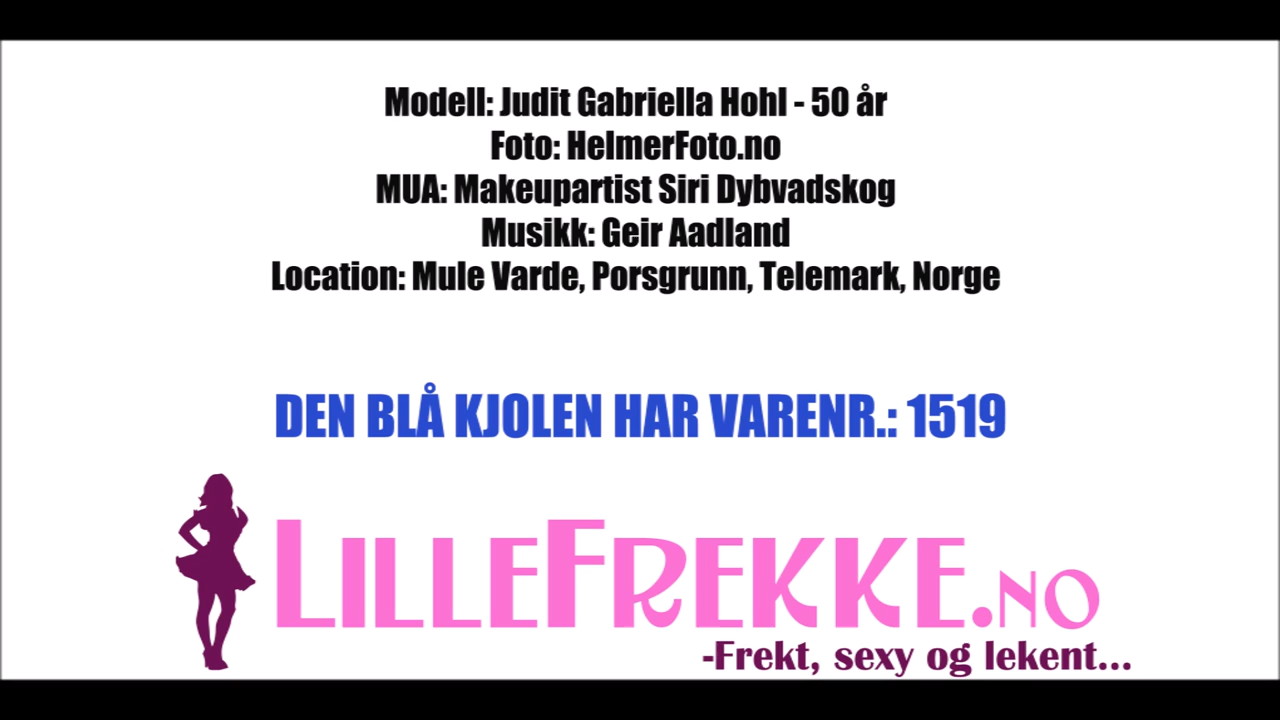 Modell: Judit Gabriella Hohl - 50 år
Foto: HelmerFoto.no
MUA: Makeupartist Siri Dybvadskog
Musikk: Geir Aadland
Location: Mule Varde, Porsgrunn, Telemark, Norge
DEN BLÅ KJOLEN HAR VARENR.: 1519
LILLEFREKKE.NO
-Frekt, sexy og lekent...